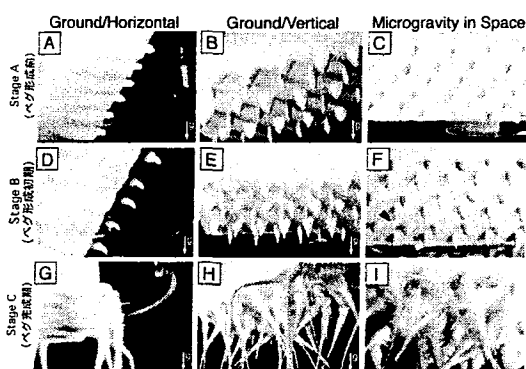 Ground/Horizontal
Ground/Vertical
Microgravity in Space
Stage A
(ペグ形成前)
A
B
C
Stage B
(ペグ形成初期)
D
E
F
Stage C
(ペグ完成期)
G
H
I